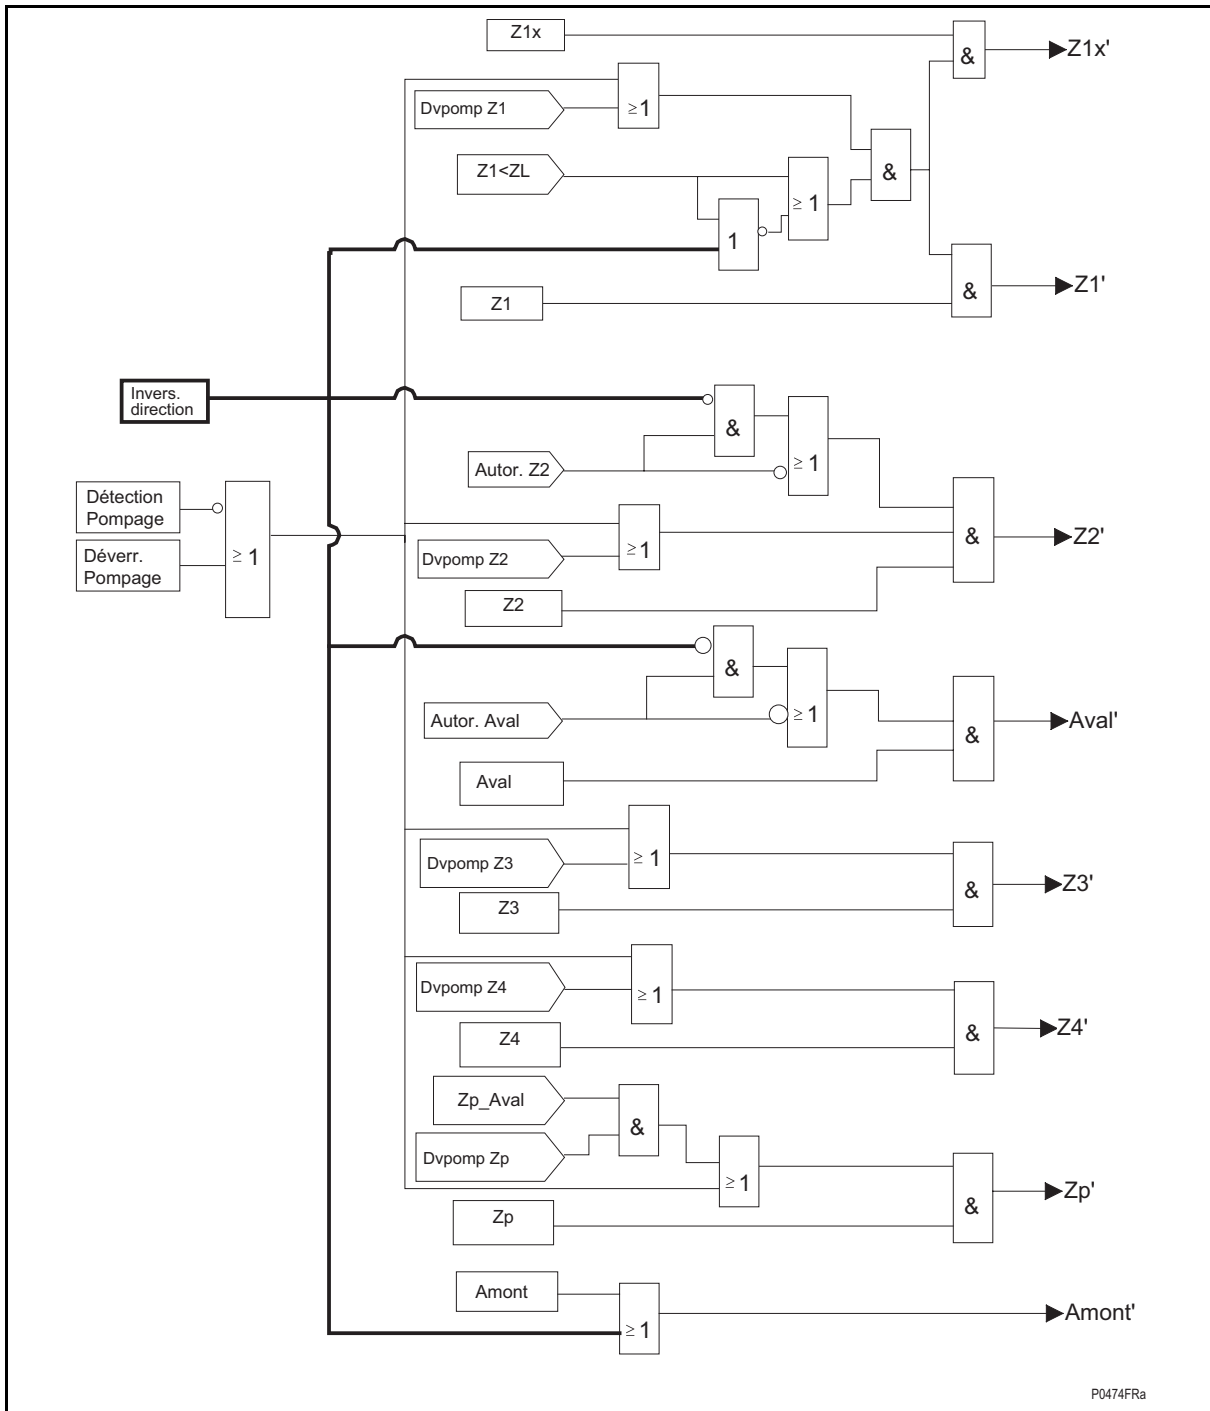 Z1x
&
Z1x'
Dvpomp Z1
≥1
Z1<ZL
≥ 1
&
1
Z1
&
Z1'
Invers.
direction
&
≥ 1
Autor. Z2
Détection
Pompage
Déverr.
Pompage
≥ 1
Dvpomp Z2
≥1
&
Z2'
Z2
&
≥ 1
Autor. Aval
&
Aval'
Aval
Dvpomp Z3
≥ 1
&
Z3'
Z3
Dvpomp Z4
≥ 1
&
Z4'
Z4
Zp_Aval
&
Dvpomp Zp
≥ 1
&
Zp'
Zp
Amont
≥ 1
Amont'
P0474FRa